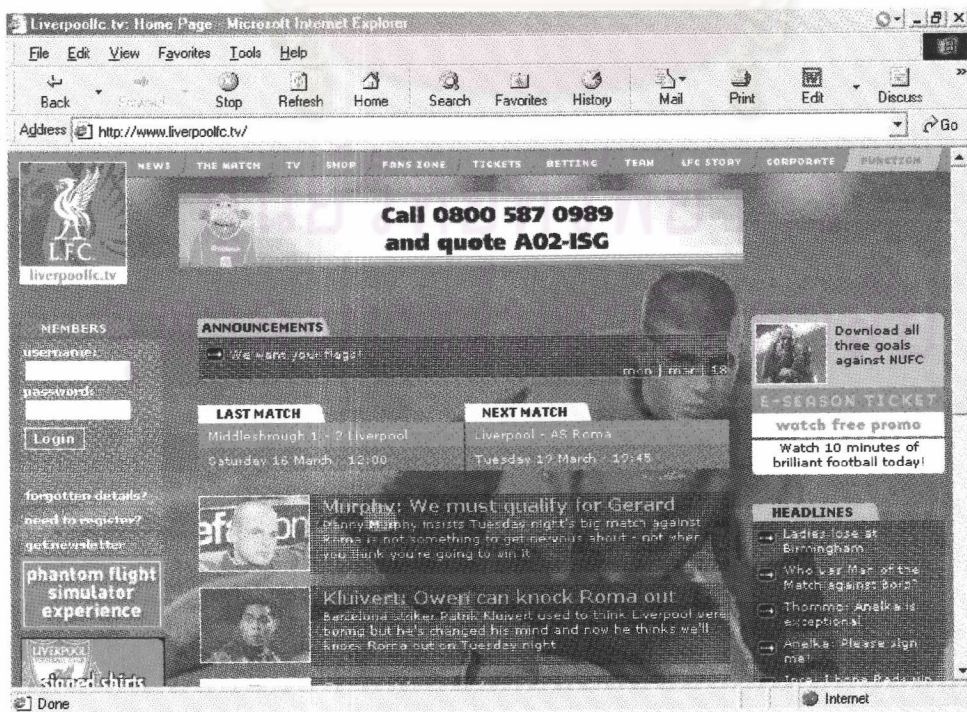 Liverpoolfc.tv: Home Page - Microsoft Internet Explorer
File Edit View Favorites Tools Help
Back Forward Stop Refresh Home Search Favorites History Mail Print Edit Discuss »
Address http://www.liverpoolfc.tv/ Go
NEWS THE MATCH TV SHOP FANS ZONE TICKETS BETTING TEAM LFC STORY CORPORATE FUNCTION
L.F.C.
liverpoolfc.tv
Call 0800 587 0989
and quote A02-ISG
MEMBERS
username:
password:
Login
forgotten details?
need to register?
get newsletter
phantom flight
simulator
experience
LIVERPOOL
signed shirts
ANNOUNCEMENTS
We want your flags!
mon | mar | 18
LAST MATCH
Middlesbrough 1 - 2 Liverpool
Saturday 16 March - 12:00
NEXT MATCH
Liverpool - AS Roma
Tuesday 19 March - 19:45
Murphy: We must qualify for Gerard
Danny Murphy insists Tuesday night's big match against
Roma is not something to get nervous about - not when
you think you're going to win it
Kluivert: Owen can knock Roma out
Barcelona striker Patrik Kluivert used to think Liverpool were
boring but he's changed his mind and now he thinks we'll
knock Roma out on Tuesday night
Download all
three goals
against NUFC
E-SEASON TICKET
watch free promo
Watch 10 minutes of
brilliant football today!
HEADLINES
Ladies lose at
Birmingham
Who was Man of the
Match against Boro?
Thommo: Anelka is
exceptional
Anelka: Please sign
me!
Done
Internet